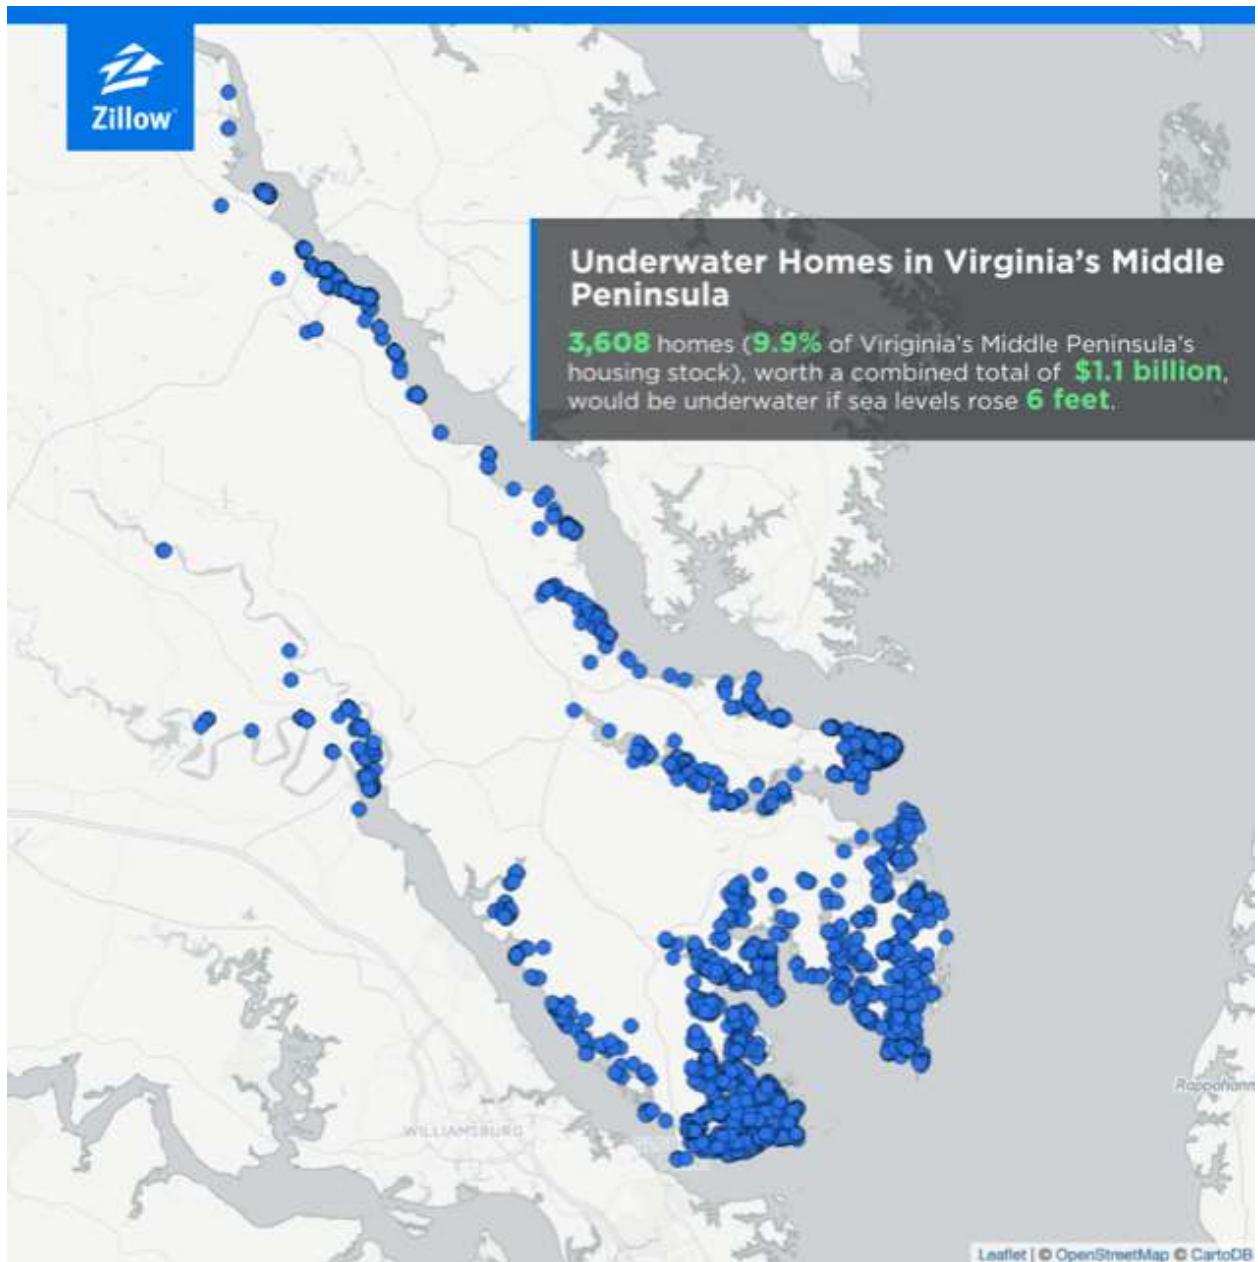 Zillow
Underwater Homes in Virginia's Middle
Peninsula
3,608 homes (9.9% of Viriginia's Middle Peninsula's
housing stock), worth a combined total of $1.1 billion,
would be underwater if sea levels rose 6 feet.
WILLIAMSBURG
Leaflet | © OpenStreetMap © CartoDB